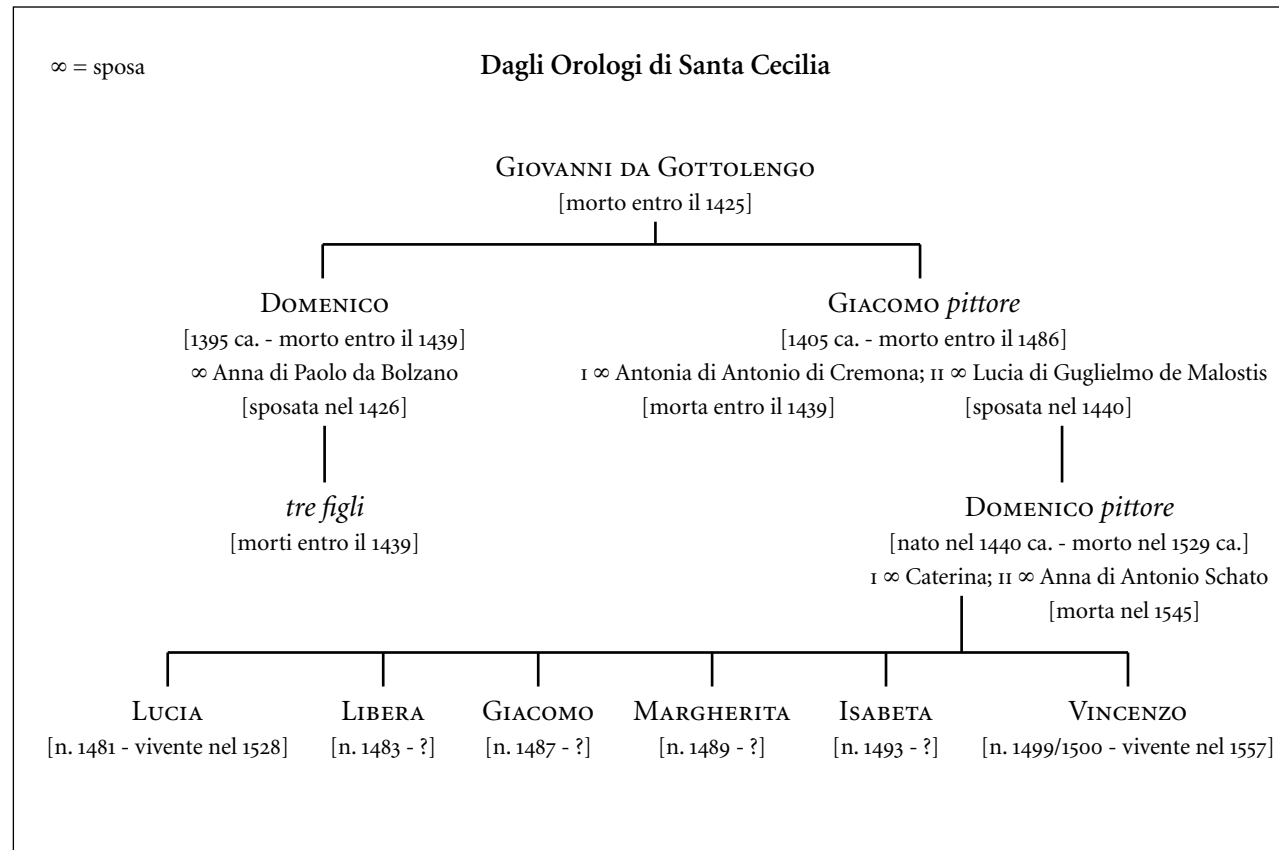 ∞ = sposa
Dagli Orologi di Santa Cecilia
Giovanni da Gottolengo
[morto entro il 1425]
Domenico
[1395 ca. - morto entro il 1439]
∞ Anna di Paolo da Bolzano
[sposata nel 1426]
Giacomo pittore
[1405 ca. - morto entro il 1486]
I ∞ Antonia di Antonio di Cremona; II ∞ Lucia di Guglielmo de Malostis
[morta entro il 1439] [sposata nel 1440]
tre figli
[morti entro il 1439]
Domenico pittore
[nato nel 1440 ca. - morto nel 1529 ca.]
I ∞ Caterina; II ∞ Anna di Antonio Schato
[morta nel 1545]
Lucia
[n. 1481 - vivente nel 1528]
Libera
[n. 1483 - ?]
Giacomo
[n. 1487 - ?]
Margherita
[n. 1489 - ?]
Isabeta
[n. 1493 - ?]
Vincenzo
[n. 1499/1500 - vivente nel 1557]